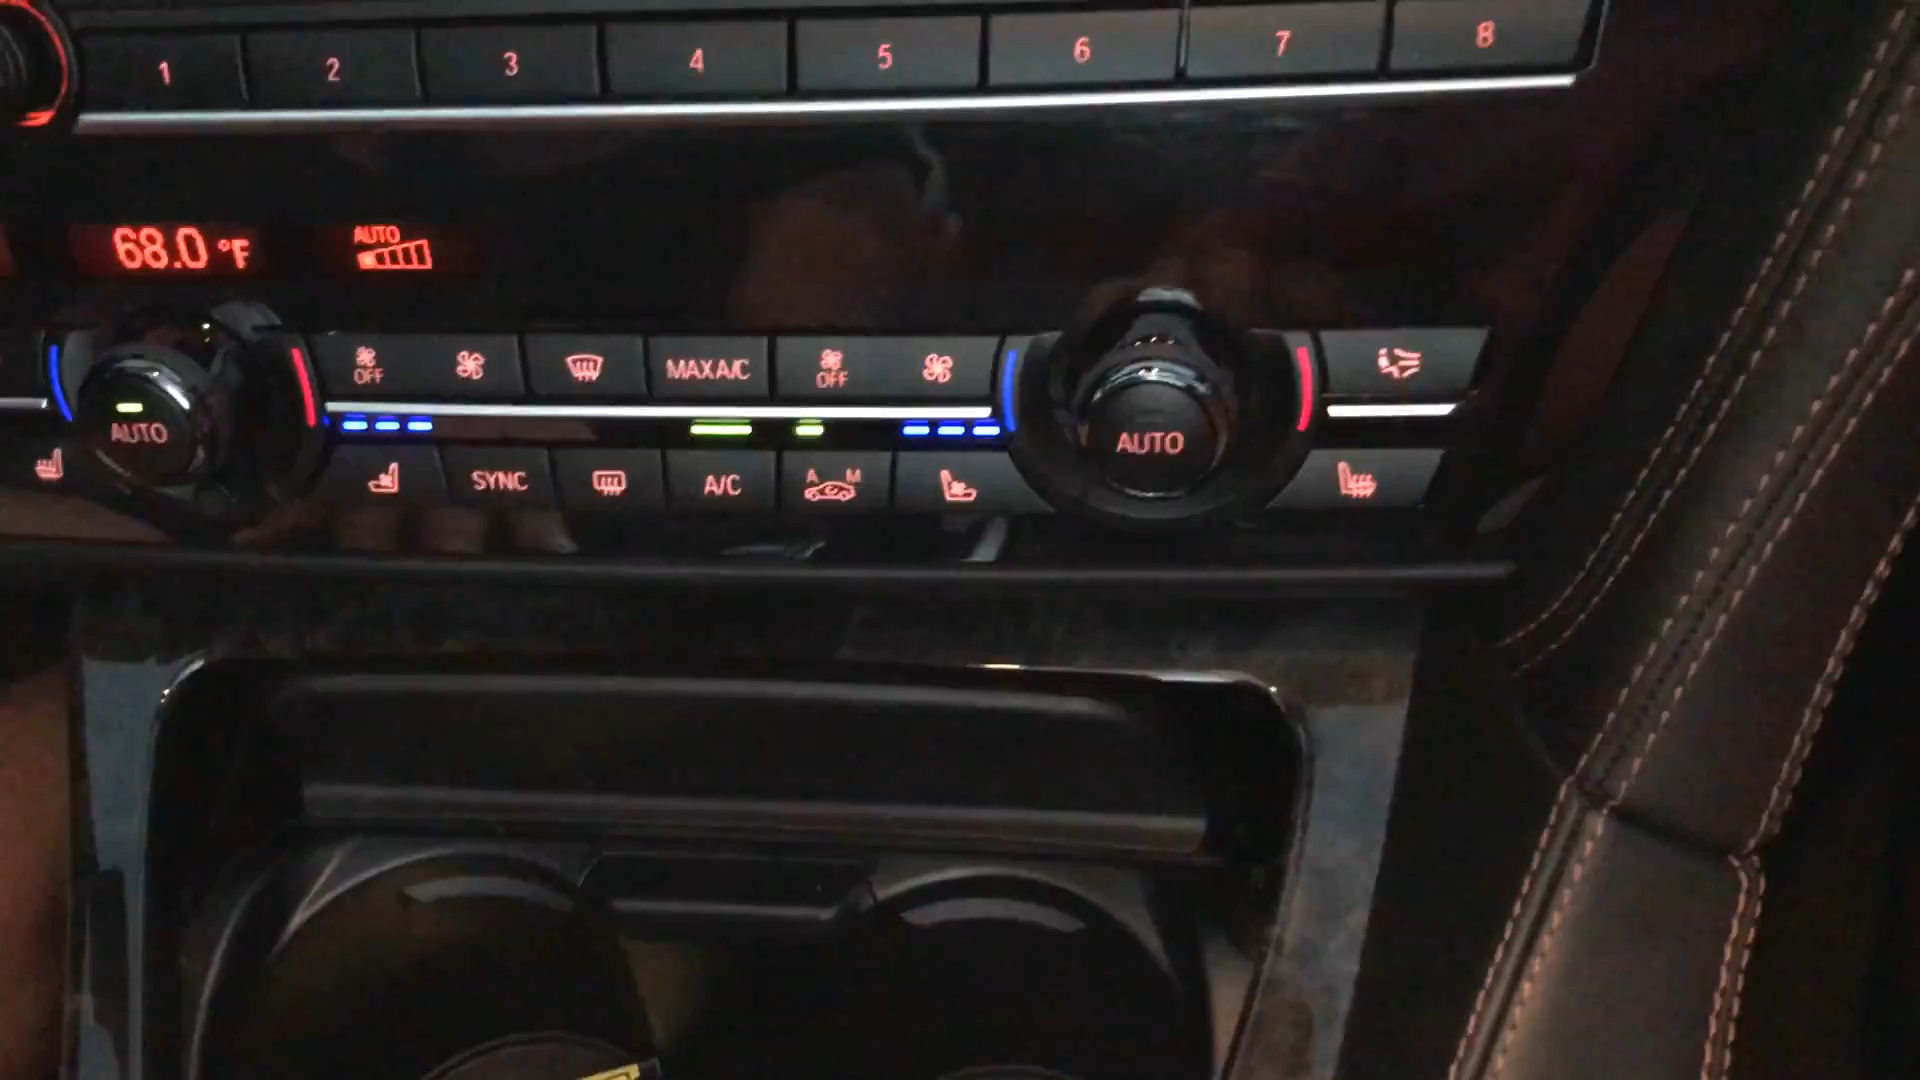 1 2 3 4 5 6 7 8
68.0 °F AUTO
OFF MAX A/C OFF
AUTO AUTO
SYNC A/C A M